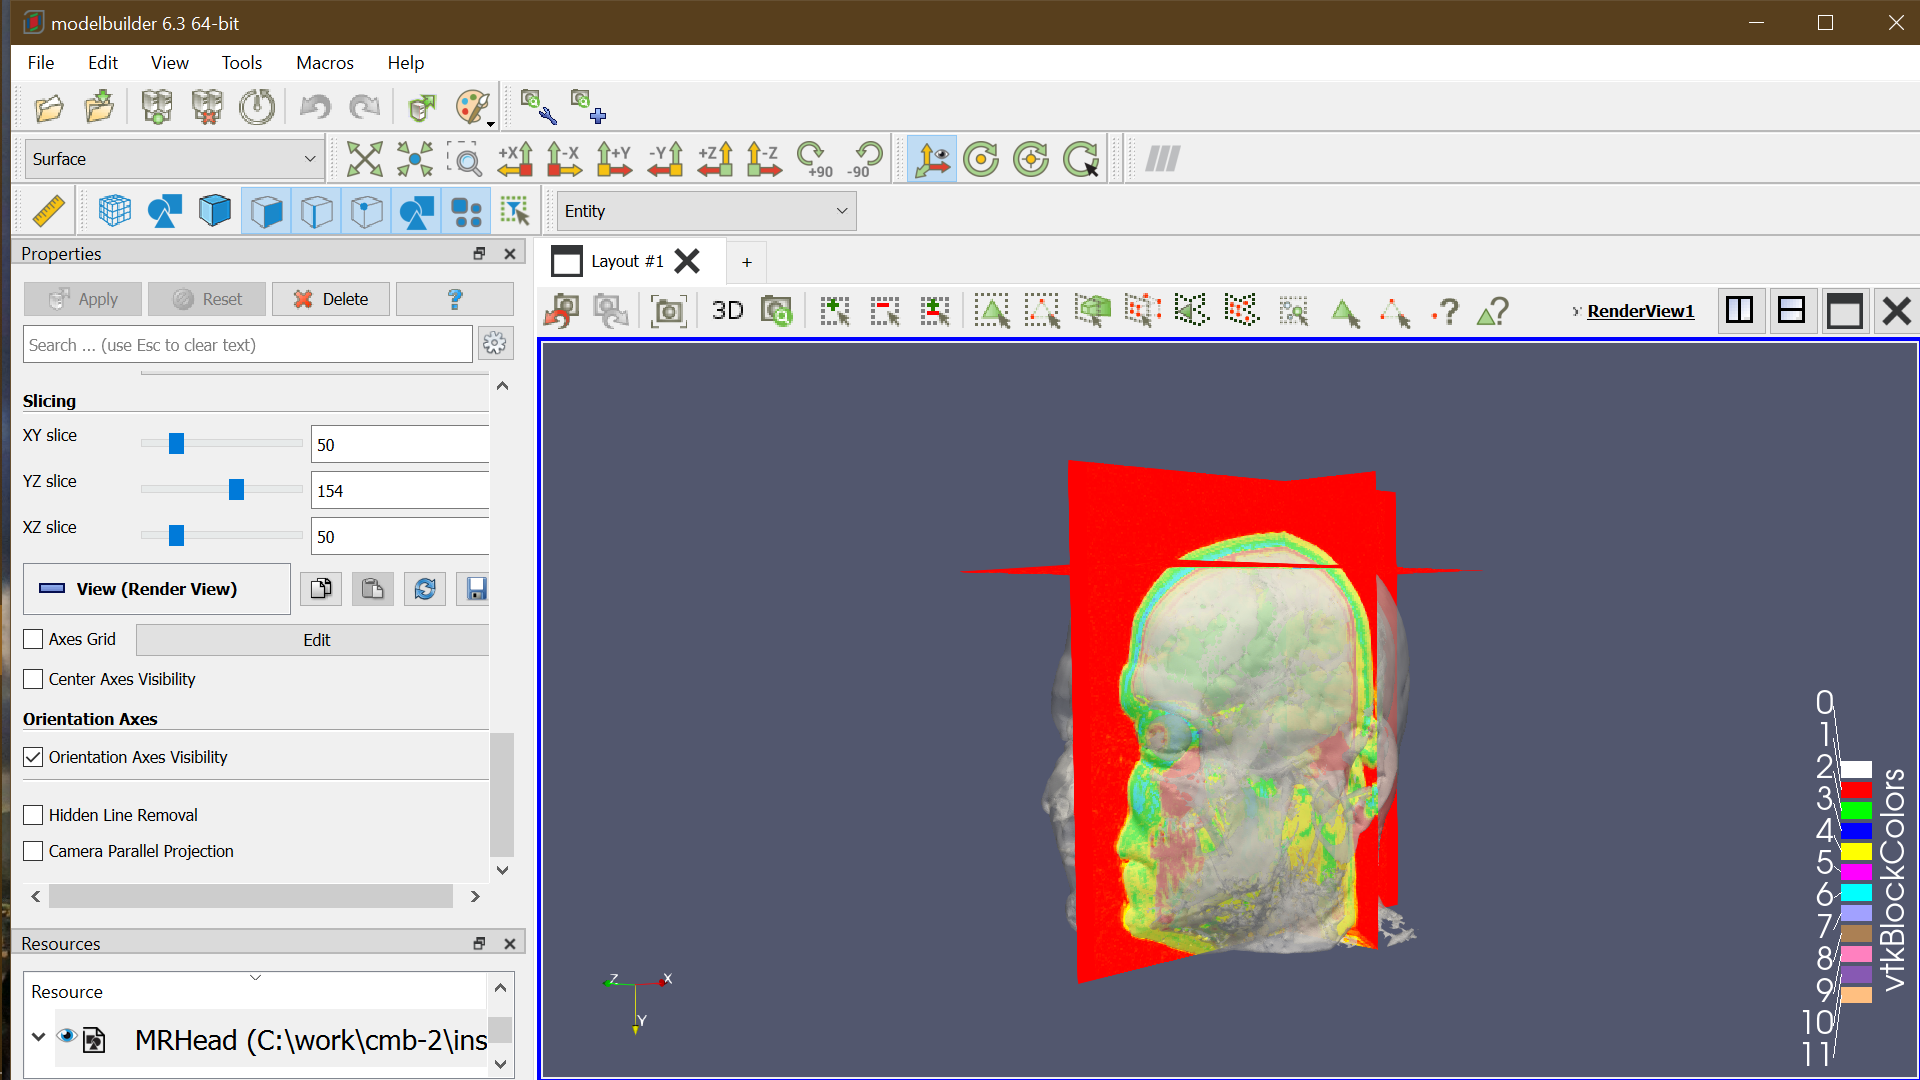 modelbuilder 6.3 64-bit
File Edit View Tools Macros Help
Surface
+X -X +Y -Y +Z -Z +90 -90
Entity
Properties
Layout #1 +
Apply Reset Delete ?
3D ? ? RenderView1
Search ... (use Esc to clear text)
Slicing
XY slice 50
YZ slice 154
XZ slice 50
View (Render View)
Axes Grid Edit
Center Axes Visibility
Orientation Axes
Orientation Axes Visibility
Hidden Line Removal
Camera Parallel Projection
Resources
Resource
MRHead (C:\work\cmb-2\ins
Z X
Y
0
1
2
3
4
5
6
7
8
9
10
11
vtkBlockColors